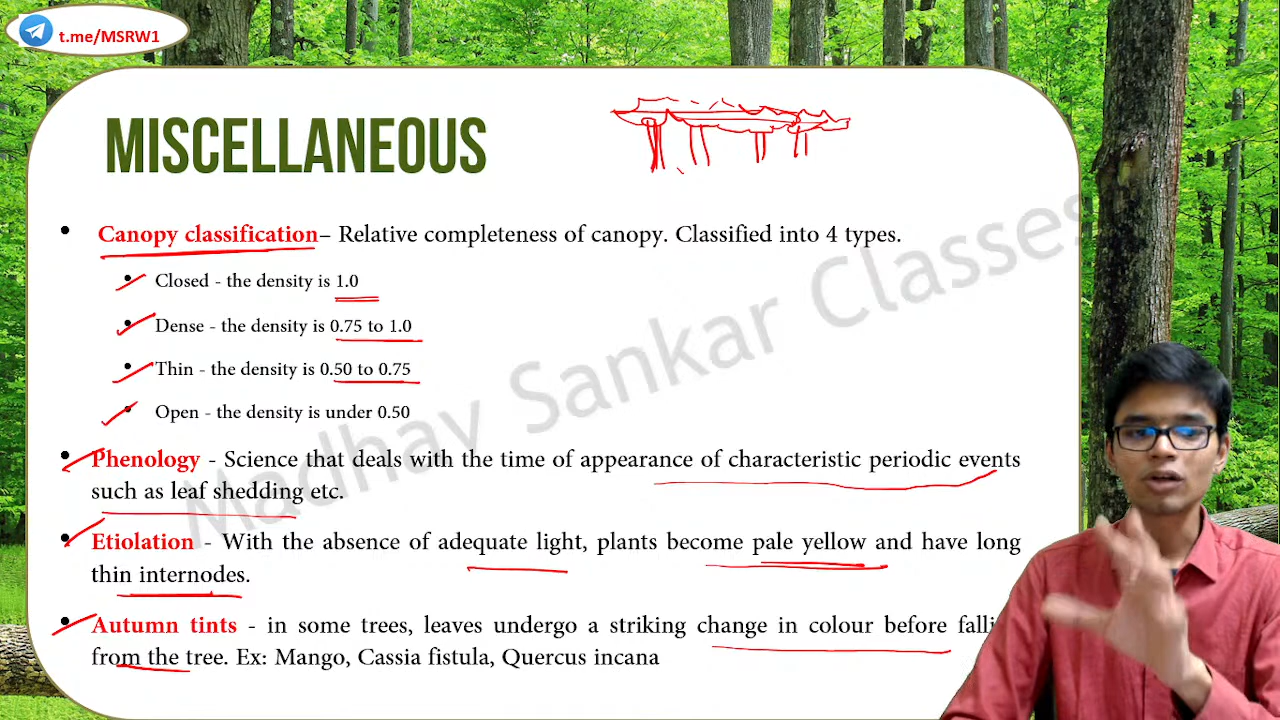 t.me/MSRW1
MISCELLANEOUS
• Canopy classification– Relative completeness of canopy. Classified into 4 types.
• Closed - the density is 1.0
• Dense - the density is 0.75 to 1.0
• Thin - the density is 0.50 to 0.75
• Open - the density is under 0.50
• Phenology - Science that deals with the time of appearance of characteristic periodic events
such as leaf shedding etc.
• Etiolation - With the absence of adequate light, plants become pale yellow and have long
thin internodes.
• Autumn tints - in some trees, leaves undergo a striking change in colour before
from the tree. Ex: Mango, Cassia fistula, Quercus incana
Madhav Sankar Classes